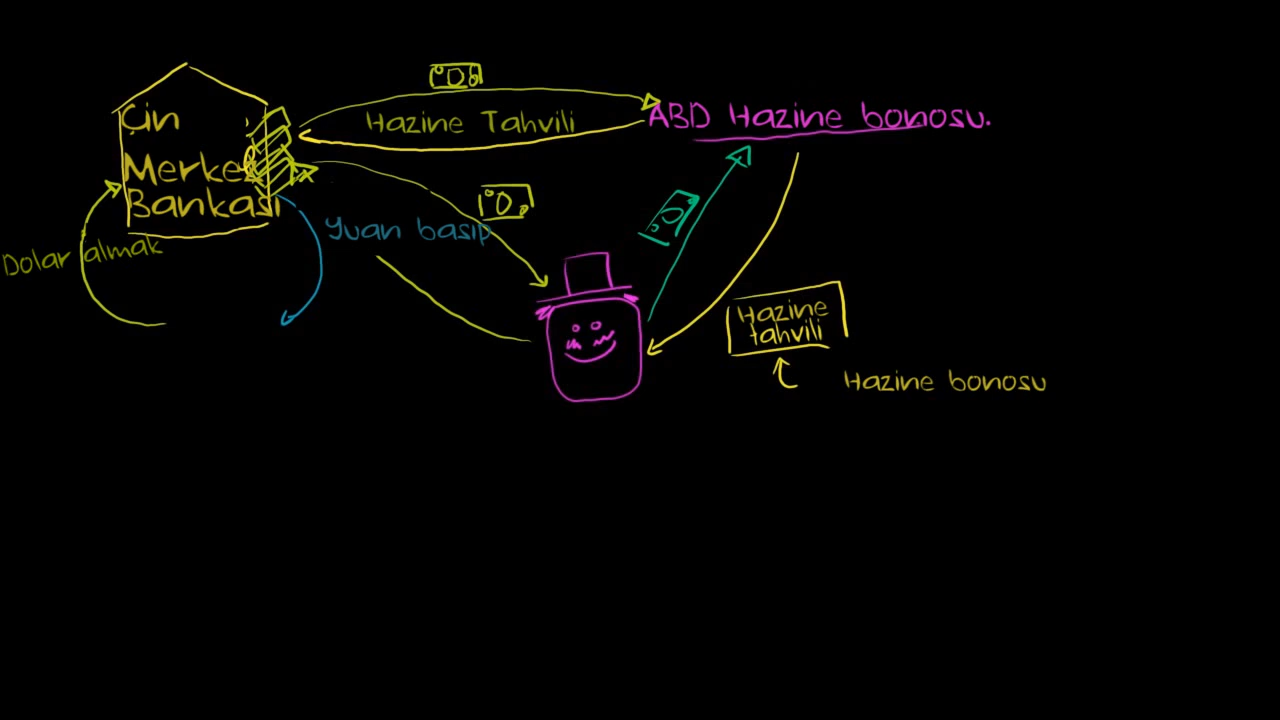 Çin
Merkez
Bankası
Hazine Tahvili
ABD Hazine bonosu.
Dolar almak
Yuan basıp
Hazine
tahvili
Hazine bonosu